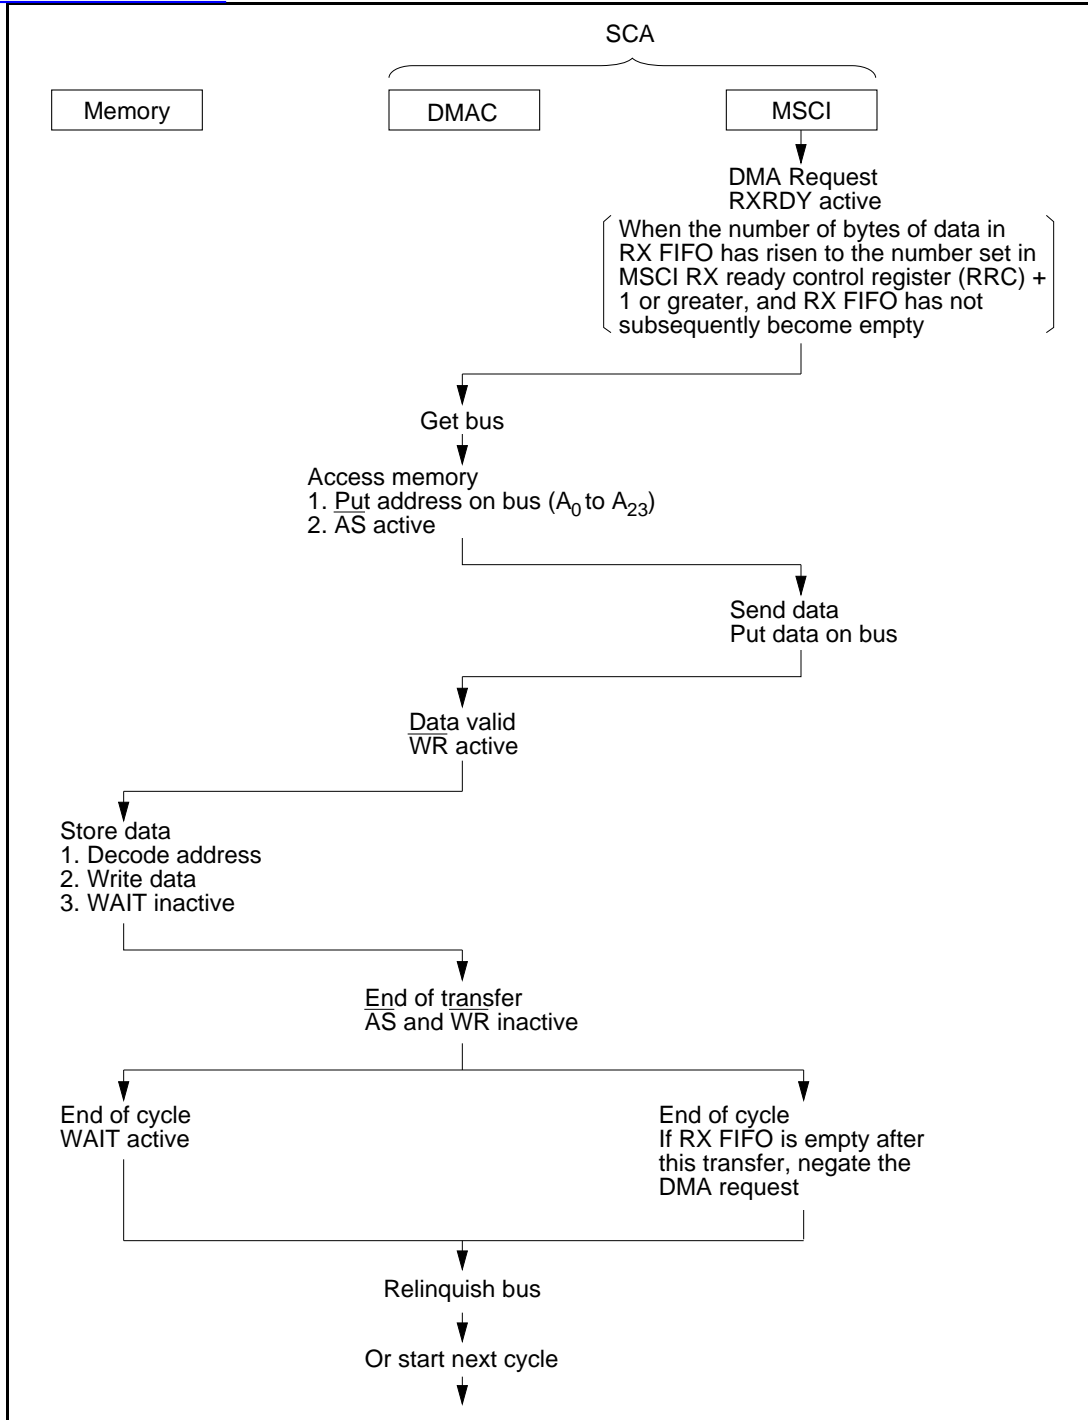 SCA
Memory
DMAC
MSCI
DMA Request
RXRDY active
When the number of bytes of data in
RX FIFO has risen to the number set in
MSCI RX ready control register (RRC) +
1 or greater, and RX FIFO has not
subsequently become empty
Get bus
Access memory
1. Put address on bus (A0 to A23)
2. A̅S̅ active
Send data
Put data on bus
Data valid
W̅R̅ active
Store data
1. Decode address
2. Write data
3. WAIT inactive
End of transfer
A̅S̅ and W̅R̅ inactive
End of cycle
WAIT active
End of cycle
If RX FIFO is empty after
this transfer, negate the
DMA request
Relinquish bus
Or start next cycle